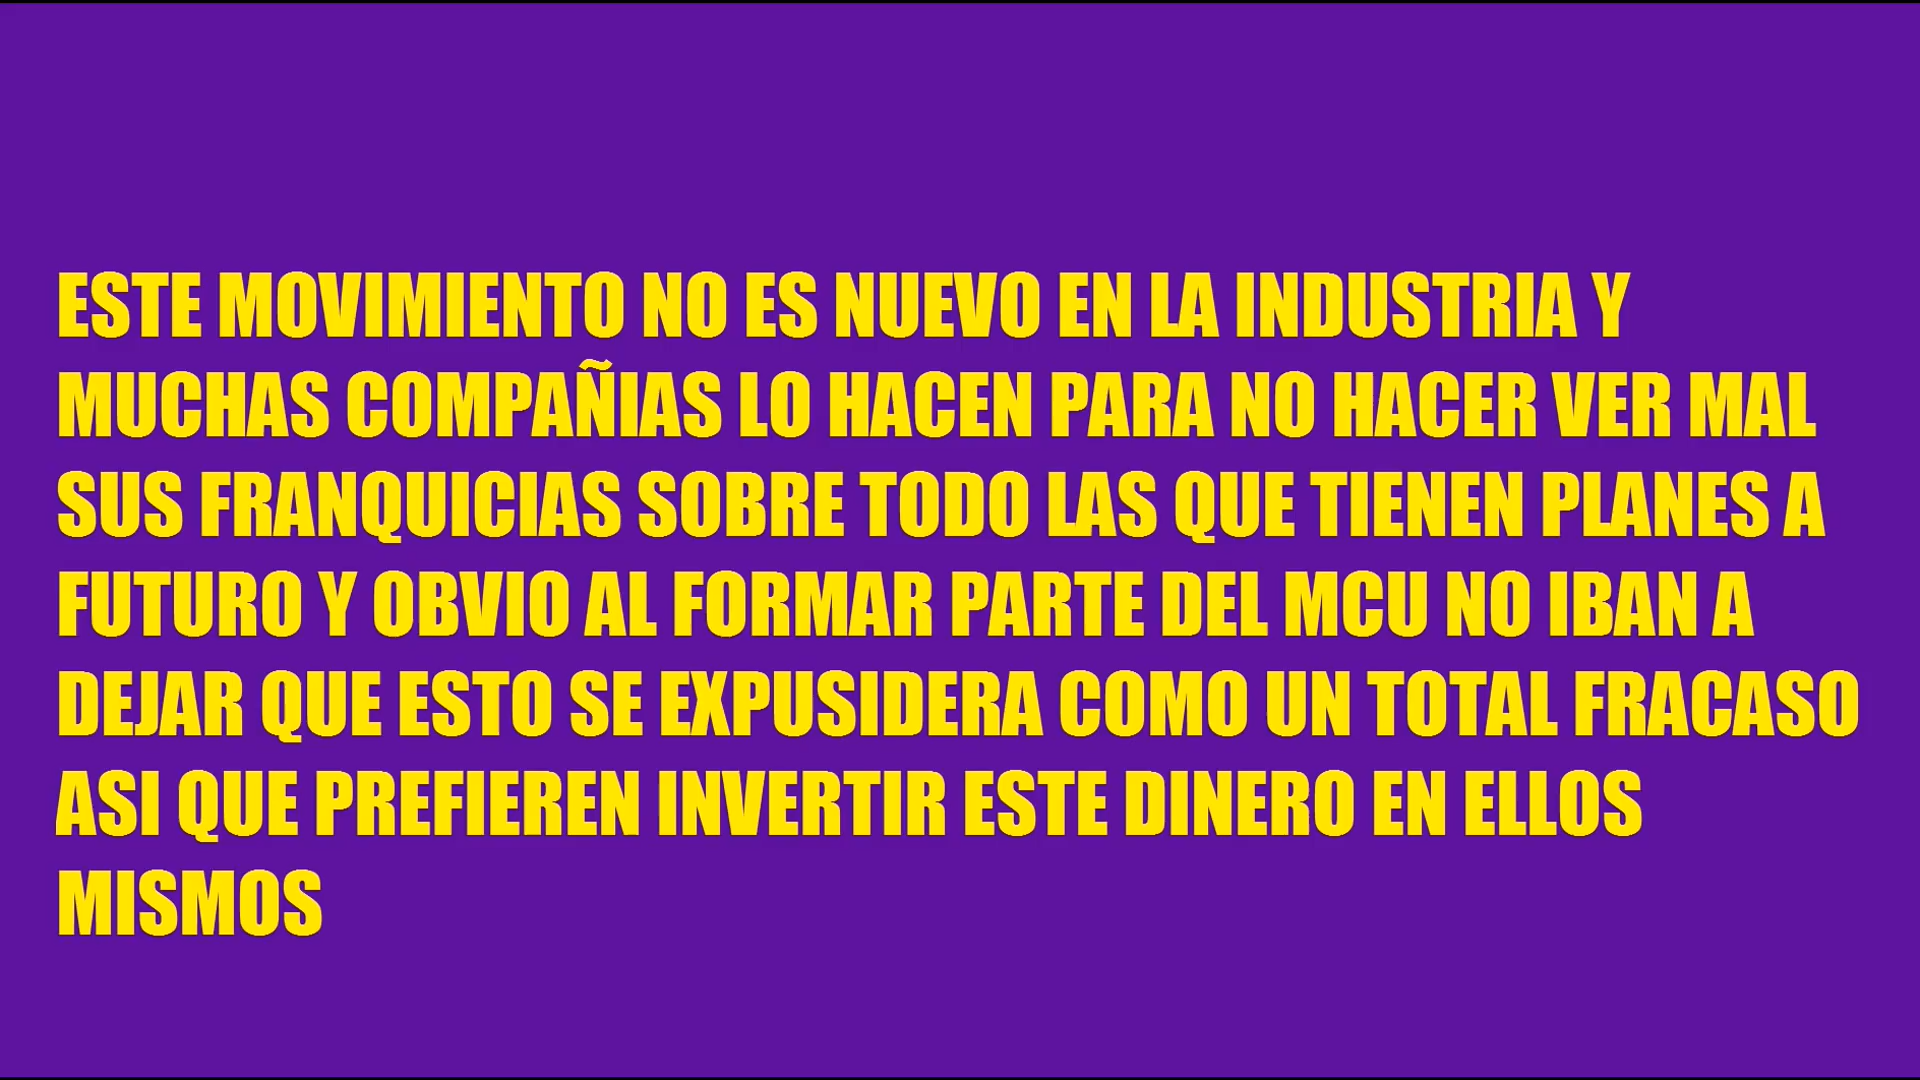 ESTE MOVIMIENTO NO ES NUEVO EN LA INDUSTRIA Y
MUCHAS COMPAÑIAS LO HACEN PARA NO HACER VER MAL
SUS FRANQUICIAS SOBRE TODO LAS QUE TIENEN PLANES A
FUTURO Y OBVIO AL FORMAR PARTE DEL MCU NO IBAN A
DEJAR QUE ESTO SE EXPUSIDERA COMO UN TOTAL FRACASO
ASI QUE PREFIEREN INVERTIR ESTE DINERO EN ELLOS
MISMOS